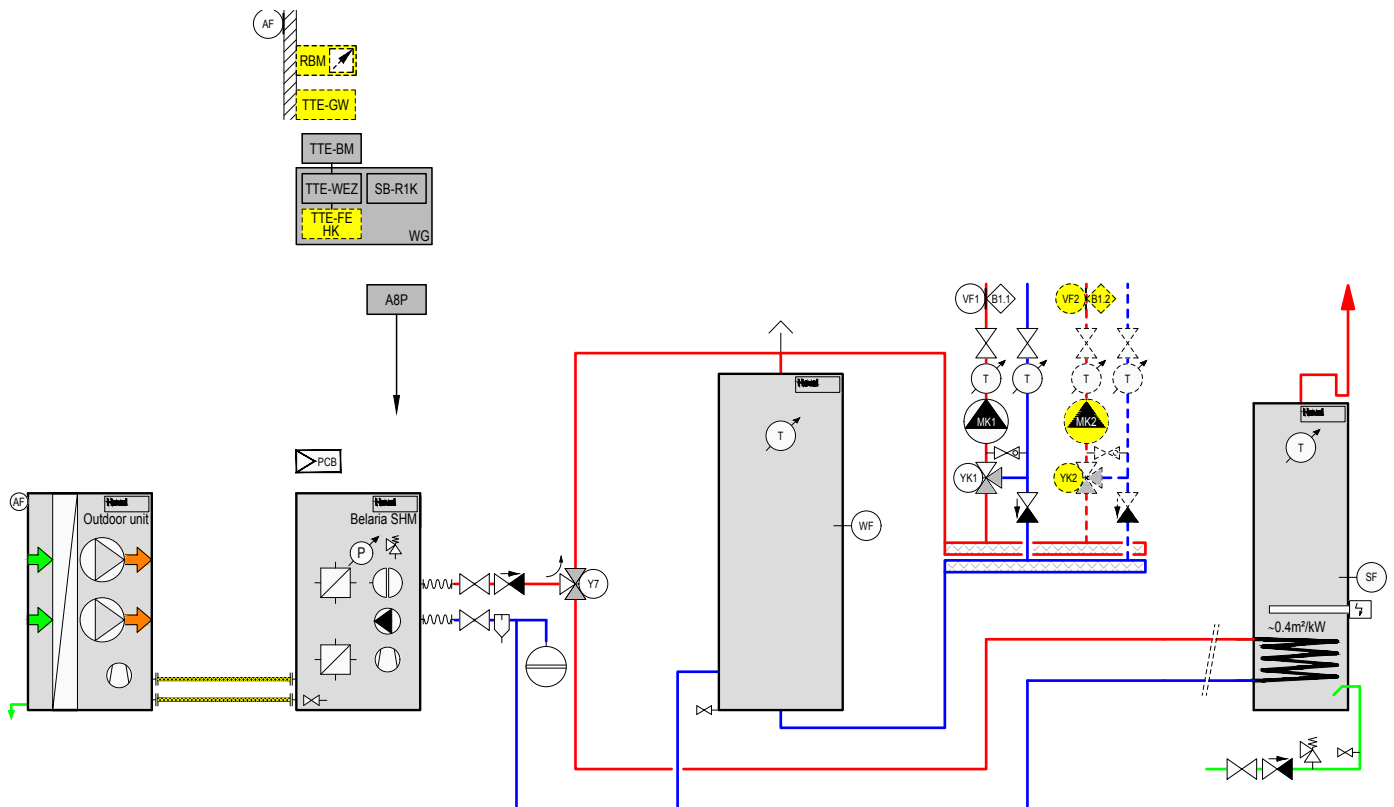 AF
RBM
TTE-GW
TTE-BM
TTE-WEZ
SB-R1K
TTE-FE
HK
WG
A8P
VF1
B1.1
VF2
B1.2
T
T
T
T
MK1
MK2
T
T
PCB
YK1
YK2
AF
Outdoor unit
Belaria SHM
WF
P
Y7
SF
~0.4m²/kW